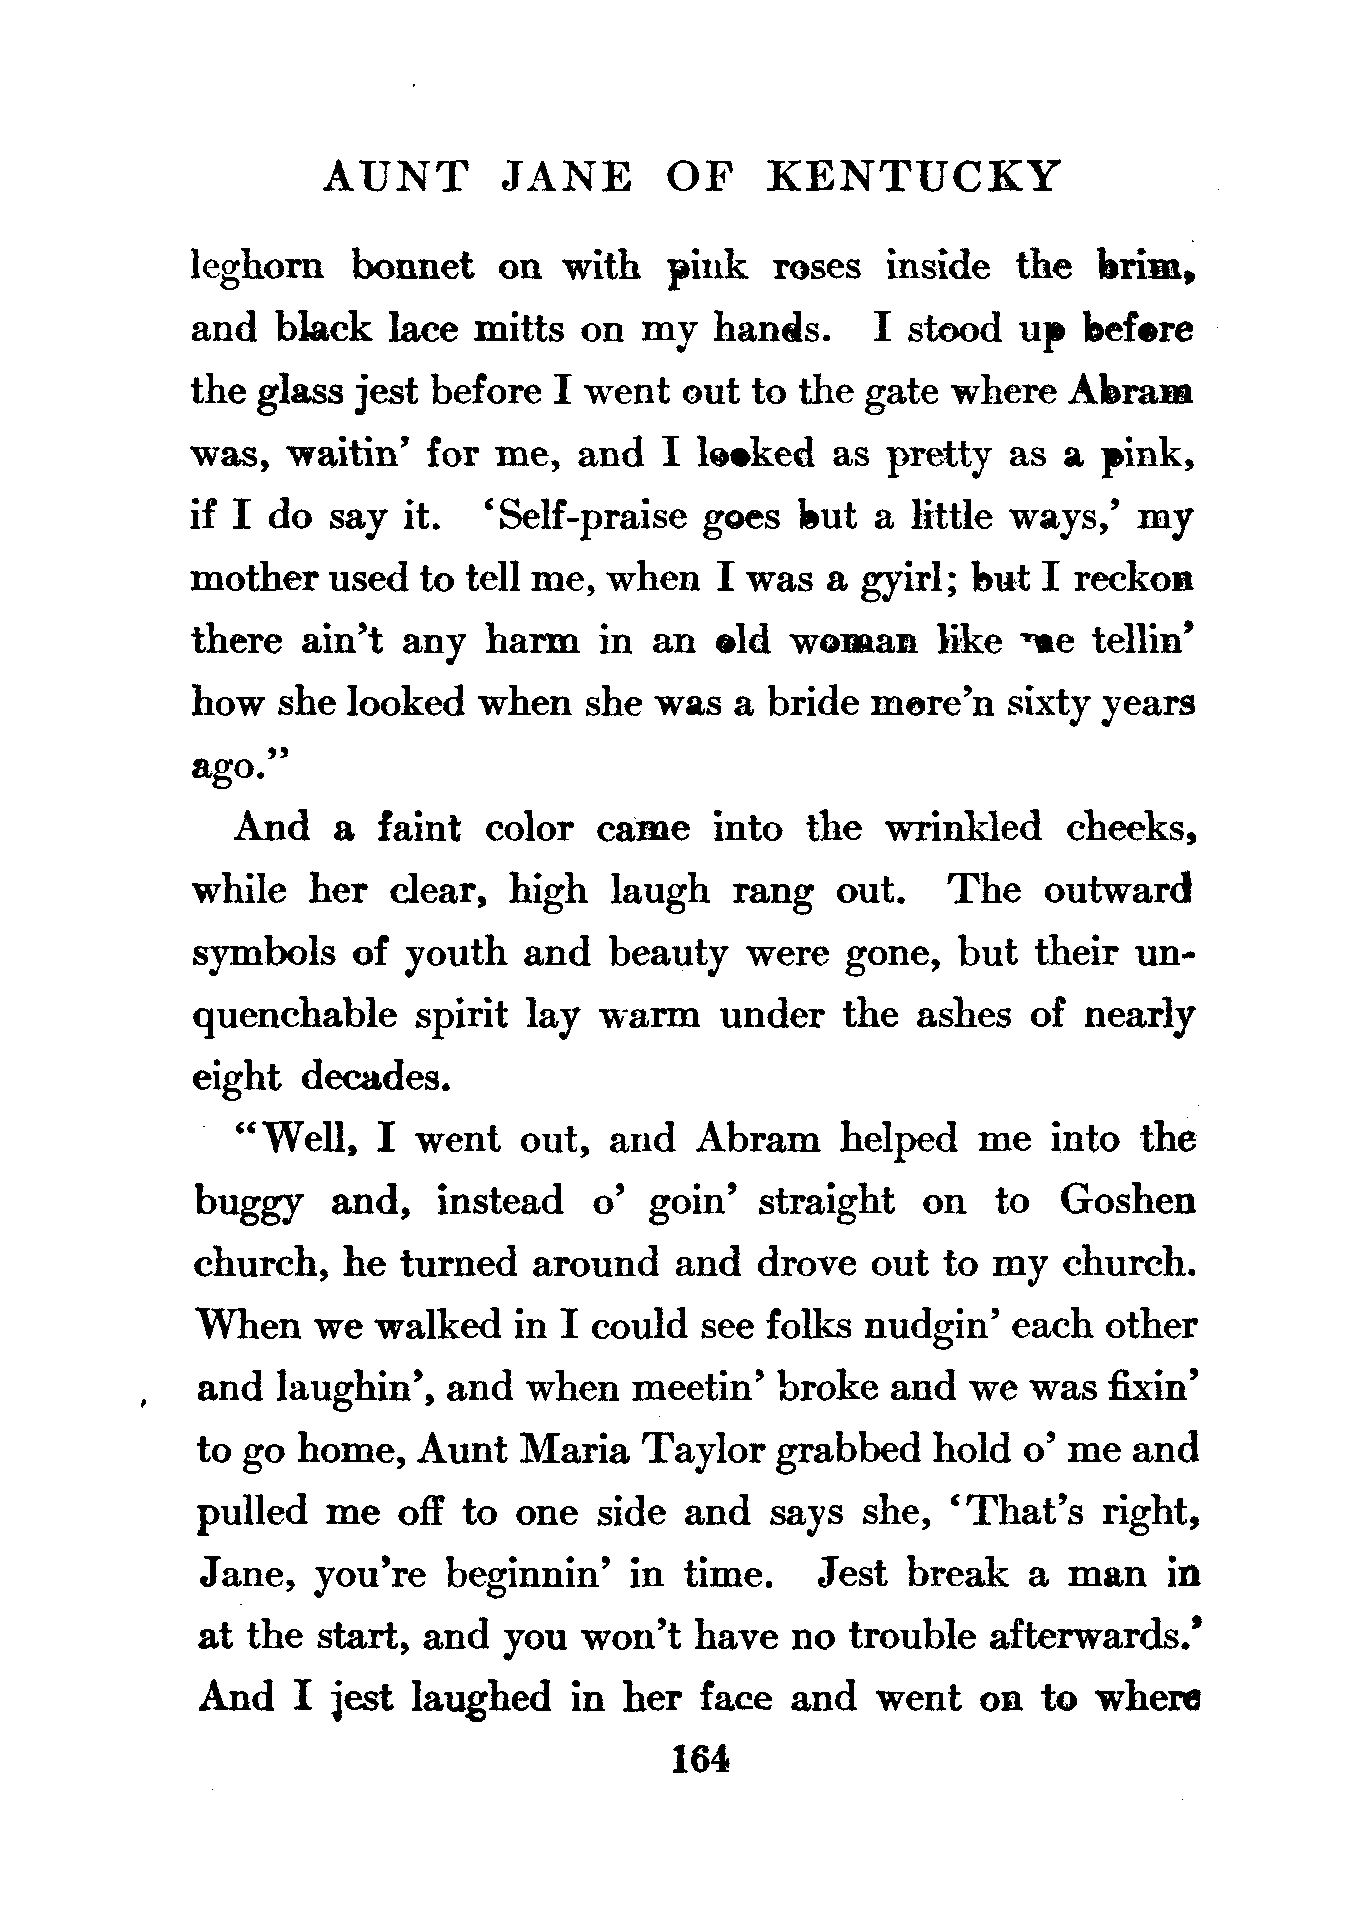 AUNT JANE OF KENTUCKY
leghorn bonnet on with pink roses inside the brim,
and black lace mitts on my hands. I stood up before
the glass jest before I went out to the gate where Abram
was, waitin’ for me, and I looked as pretty as a pink,
if I do say it. ‘Self-praise goes but a little ways,’ my
mother used to tell me, when I was a gyirl; but I reckon
there ain’t any harm in an old woman like me tellin’
how she looked when she was a bride more’n sixty years
ago.”
And a faint color came into the wrinkled cheeks,
while her clear, high laugh rang out. The outward
symbols of youth and beauty were gone, but their un-
quenchable spirit lay warm under the ashes of nearly
eight decades.
“Well, I went out, and Abram helped me into the
buggy and, instead o’ goin’ straight on to Goshen
church, he turned around and drove out to my church.
When we walked in I could see folks nudgin’ each other
and laughin’, and when meetin’ broke and we was fixin’
to go home, Aunt Maria Taylor grabbed hold o’ me and
pulled me off to one side and says she, ‘That’s right,
Jane, you’re beginnin’ in time. Jest break a man in
at the start, and you won’t have no trouble afterwards.’
And I jest laughed in her face and went on to where
164